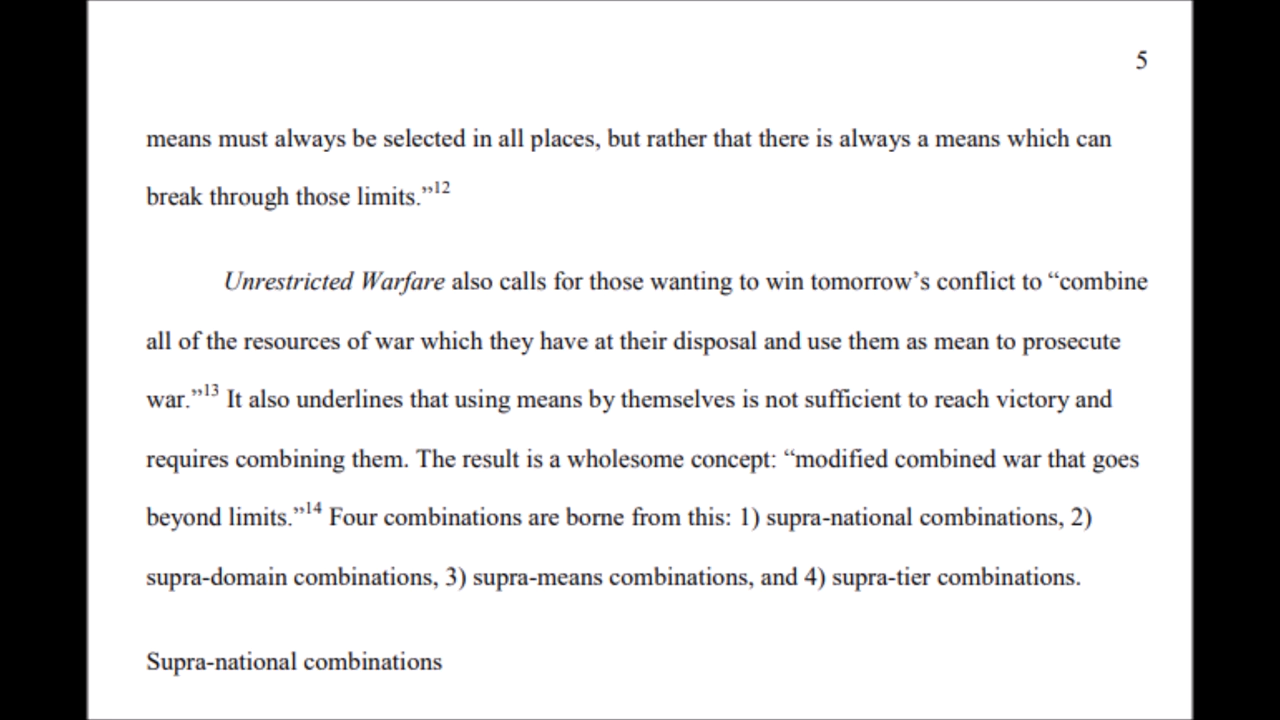 5
means must always be selected in all places, but rather that there is always a means which can
break through those limits.”12
Unrestricted Warfare also calls for those wanting to win tomorrow’s conflict to “combine
all of the resources of war which they have at their disposal and use them as mean to prosecute
war.”13 It also underlines that using means by themselves is not sufficient to reach victory and
requires combining them. The result is a wholesome concept: “modified combined war that goes
beyond limits.”14 Four combinations are borne from this: 1) supra-national combinations, 2)
supra-domain combinations, 3) supra-means combinations, and 4) supra-tier combinations.
Supra-national combinations